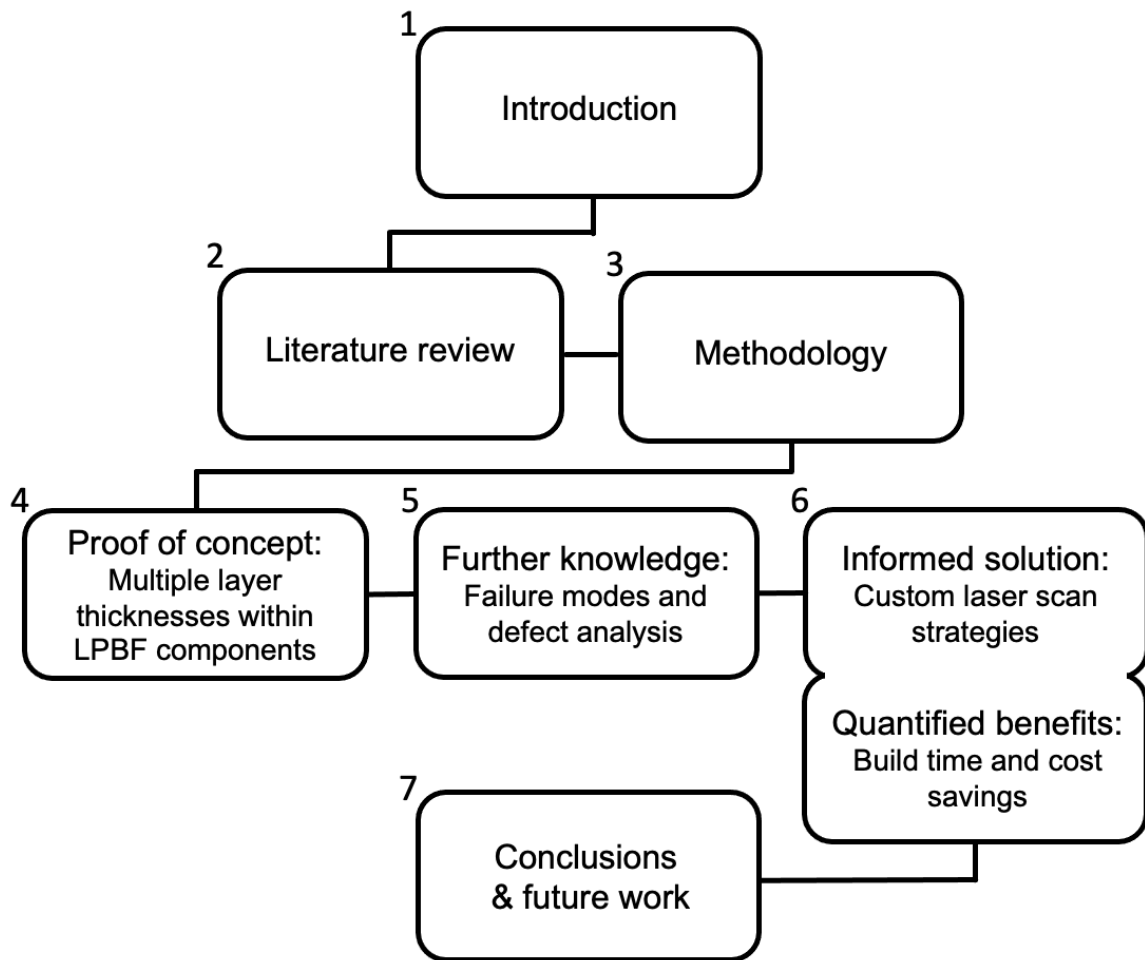 1
Introduction
2
Literature review
3
Methodology
4
Proof of concept:
Multiple layer
thicknesses within
LPBF components
5
Further knowledge:
Failure modes and
defect analysis
6
Informed solution:
Custom laser scan
strategies
Quantified benefits:
Build time and cost
savings
7
Conclusions
& future work